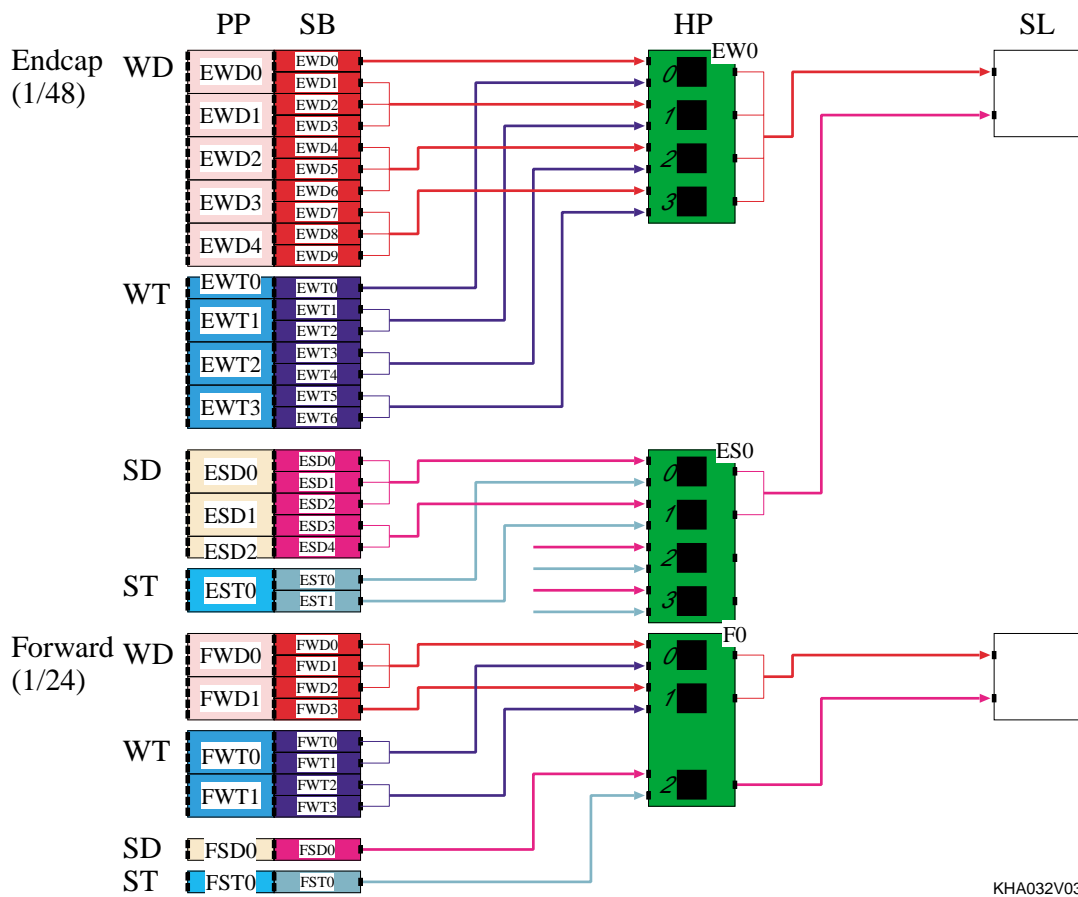 PP SB HP SL
Endcap
(1/48)
WD
EWD0
EWD1
EWD2
EWD3
EWD4
EWD0
EWD1
EWD2
EWD3
EWD4
EWD5
EWD6
EWD7
EWD8
EWD9
EW0
0
1
2
3
WT
EWT0
EWT1
EWT2
EWT3
EWT0
EWT1
EWT2
EWT3
EWT4
EWT5
EWT6
SD
ESD0
ESD1
ESD2
ESD0
ESD1
ESD2
ESD3
ESD4
ES0
0
1
2
3
ST
EST0
EST0
EST1
Forward
(1/24)
WD
FWD0
FWD1
FWD0
FWD1
FWD2
FWD3
F0
0
1
2
WT
FWT0
FWT1
FWT0
FWT1
FWT2
FWT3
SD
FSD0
FSD0
ST
FST0
FST0
KHA032V03